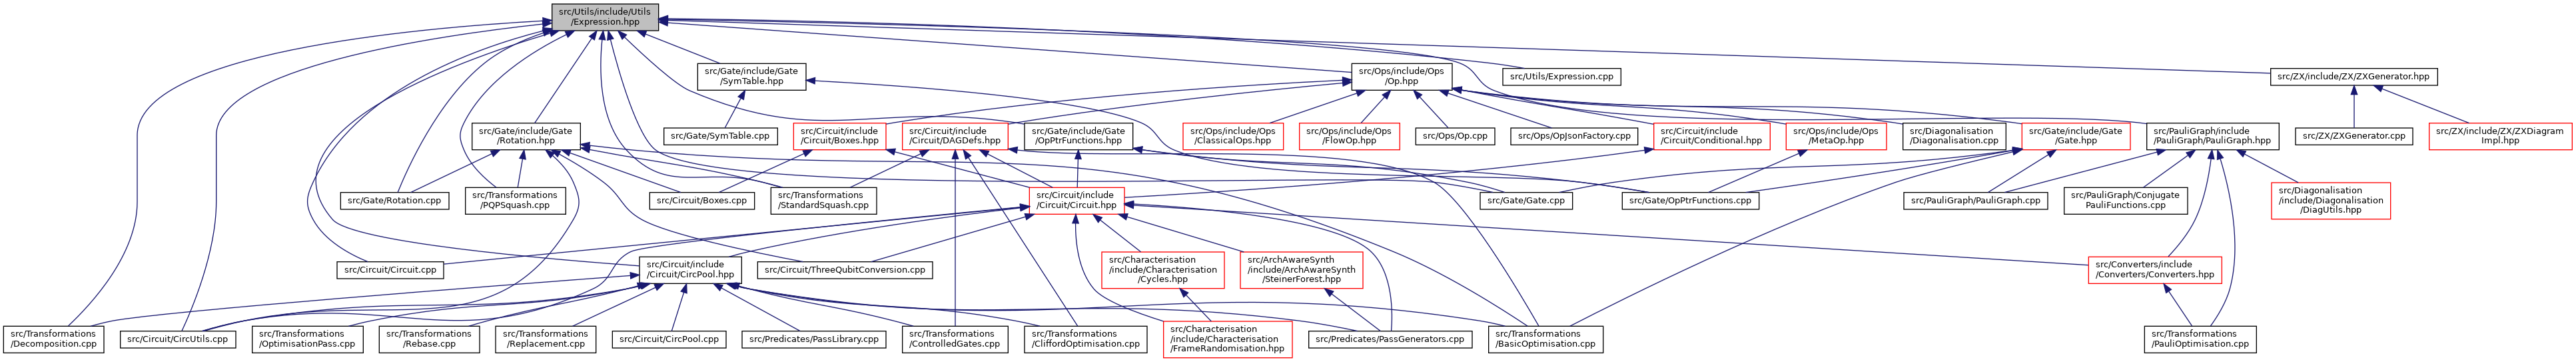 src/Utils/include/Utils
/Expression.hpp
src/Gate/include/Gate
/SymTable.hpp
src/Ops/include/Ops
/Op.hpp
src/Utils/Expression.cpp
src/ZX/include/ZX/ZXGenerator.hpp
src/Gate/include/Gate
/Rotation.hpp
src/Gate/SymTable.cpp
src/Circuit/include
/Circuit/Boxes.hpp
src/Circuit/include
/Circuit/DAGDefs.hpp
src/Gate/include/Gate
/OpPtrFunctions.hpp
src/Ops/include/Ops
/ClassicalOps.hpp
src/Ops/include/Ops
/FlowOp.hpp
src/Ops/Op.cpp
src/Ops/OpJsonFactory.cpp
src/Circuit/include
/Circuit/Conditional.hpp
src/Ops/include/Ops
/MetaOp.hpp
src/Diagonalisation
/Diagonalisation.cpp
src/Gate/include/Gate
/Gate.hpp
src/PauliGraph/include
/PauliGraph/PauliGraph.hpp
src/ZX/ZXGenerator.cpp
src/ZX/include/ZX/ZXDiagram
Impl.hpp
src/Gate/Rotation.cpp
src/Transformations
/PQPSquash.cpp
src/Circuit/Boxes.cpp
src/Transformations
/StandardSquash.cpp
src/Circuit/include
/Circuit/Circuit.hpp
src/Gate/Gate.cpp
src/Gate/OpPtrFunctions.cpp
src/PauliGraph/PauliGraph.cpp
src/PauliGraph/Conjugate
PauliFunctions.cpp
src/Diagonalisation
/include/Diagonalisation
/DiagUtils.hpp
src/Circuit/Circuit.cpp
src/Circuit/include
/Circuit/CircPool.hpp
src/Circuit/ThreeQubitConversion.cpp
src/Characterisation
/include/Characterisation
/Cycles.hpp
src/ArchAwareSynth
/include/ArchAwareSynth
/SteinerForest.hpp
src/Converters/include
/Converters/Converters.hpp
src/Transformations
/Decomposition.cpp
src/Circuit/CircUtils.cpp
src/Transformations
/OptimisationPass.cpp
src/Transformations
/Rebase.cpp
src/Transformations
/Replacement.cpp
src/Circuit/CircPool.cpp
src/Predicates/PassLibrary.cpp
src/Transformations
/ControlledGates.cpp
src/Transformations
/CliffordOptimisation.cpp
src/Characterisation
/include/Characterisation
/FrameRandomisation.hpp
src/Predicates/PassGenerators.cpp
src/Transformations
/BasicOptimisation.cpp
src/Transformations
/PauliOptimisation.cpp